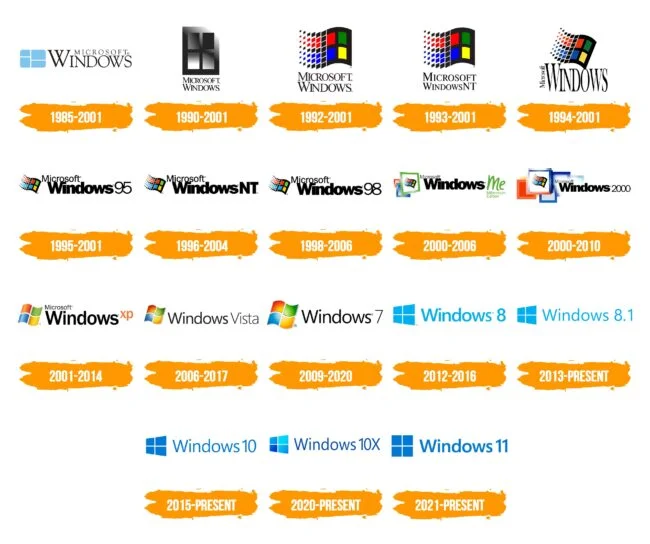 MICROSOFT®
WINDOWS
MICROSOFT®
WINDOWS
MICROSOFT®
WINDOWS™
MICROSOFT®
WINDOWS NT™
Microsoft
WINDOWS
1985-2001
1990-2001
1992-2001
1993-2001
1994-2001
Microsoft®
Windows 95
Microsoft®
Windows NT
Microsoft®
Windows 98
Microsoft®
Windows Me
Millennium
Edition
Microsoft®
Windows 2000
1995-2001
1996-2004
1998-2006
2000-2006
2000-2010
Microsoft®
Windows xp
Windows Vista
Windows 7
Windows 8
Windows 8.1
2001-2014
2006-2017
2009-2020
2012-2016
2013-PRESENT
Windows 10
Windows 10X
Windows 11
2015-PRESENT
2020-PRESENT
2021-PRESENT